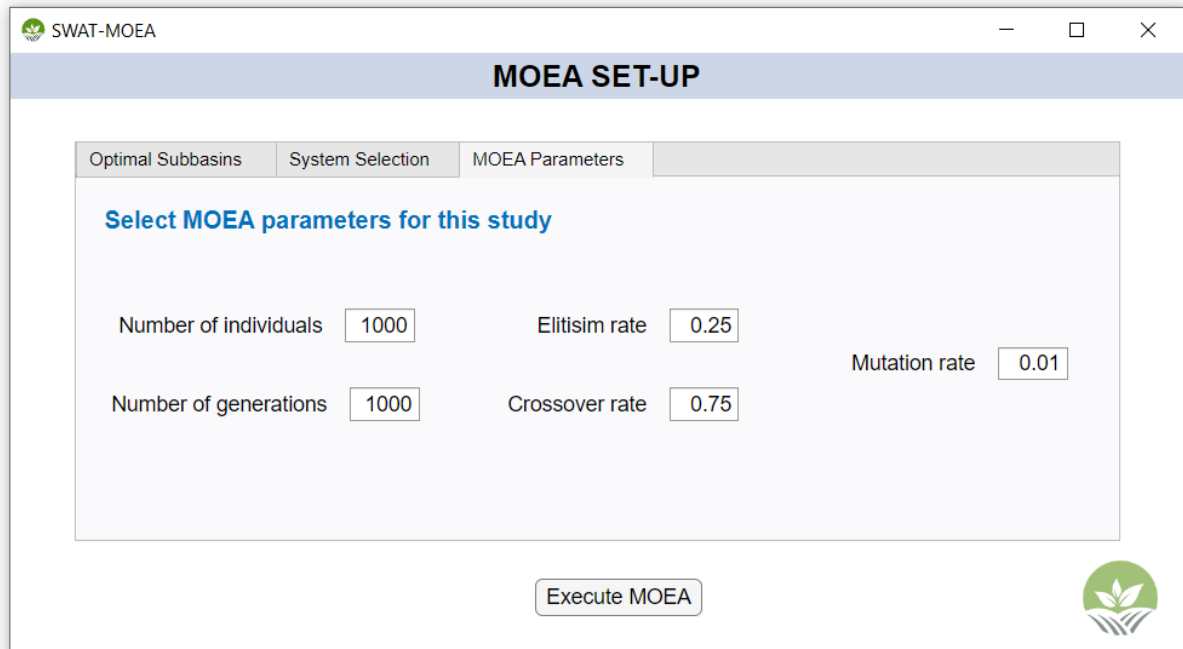 SWAT-MOEA
MOEA SET-UP
Optimal Subbasins System Selection MOEA Parameters
Select MOEA parameters for this study
Number of individuals 1000 Elitisim rate 0.25
Mutation rate 0.01
Number of generations 1000 Crossover rate 0.75
Execute MOEA